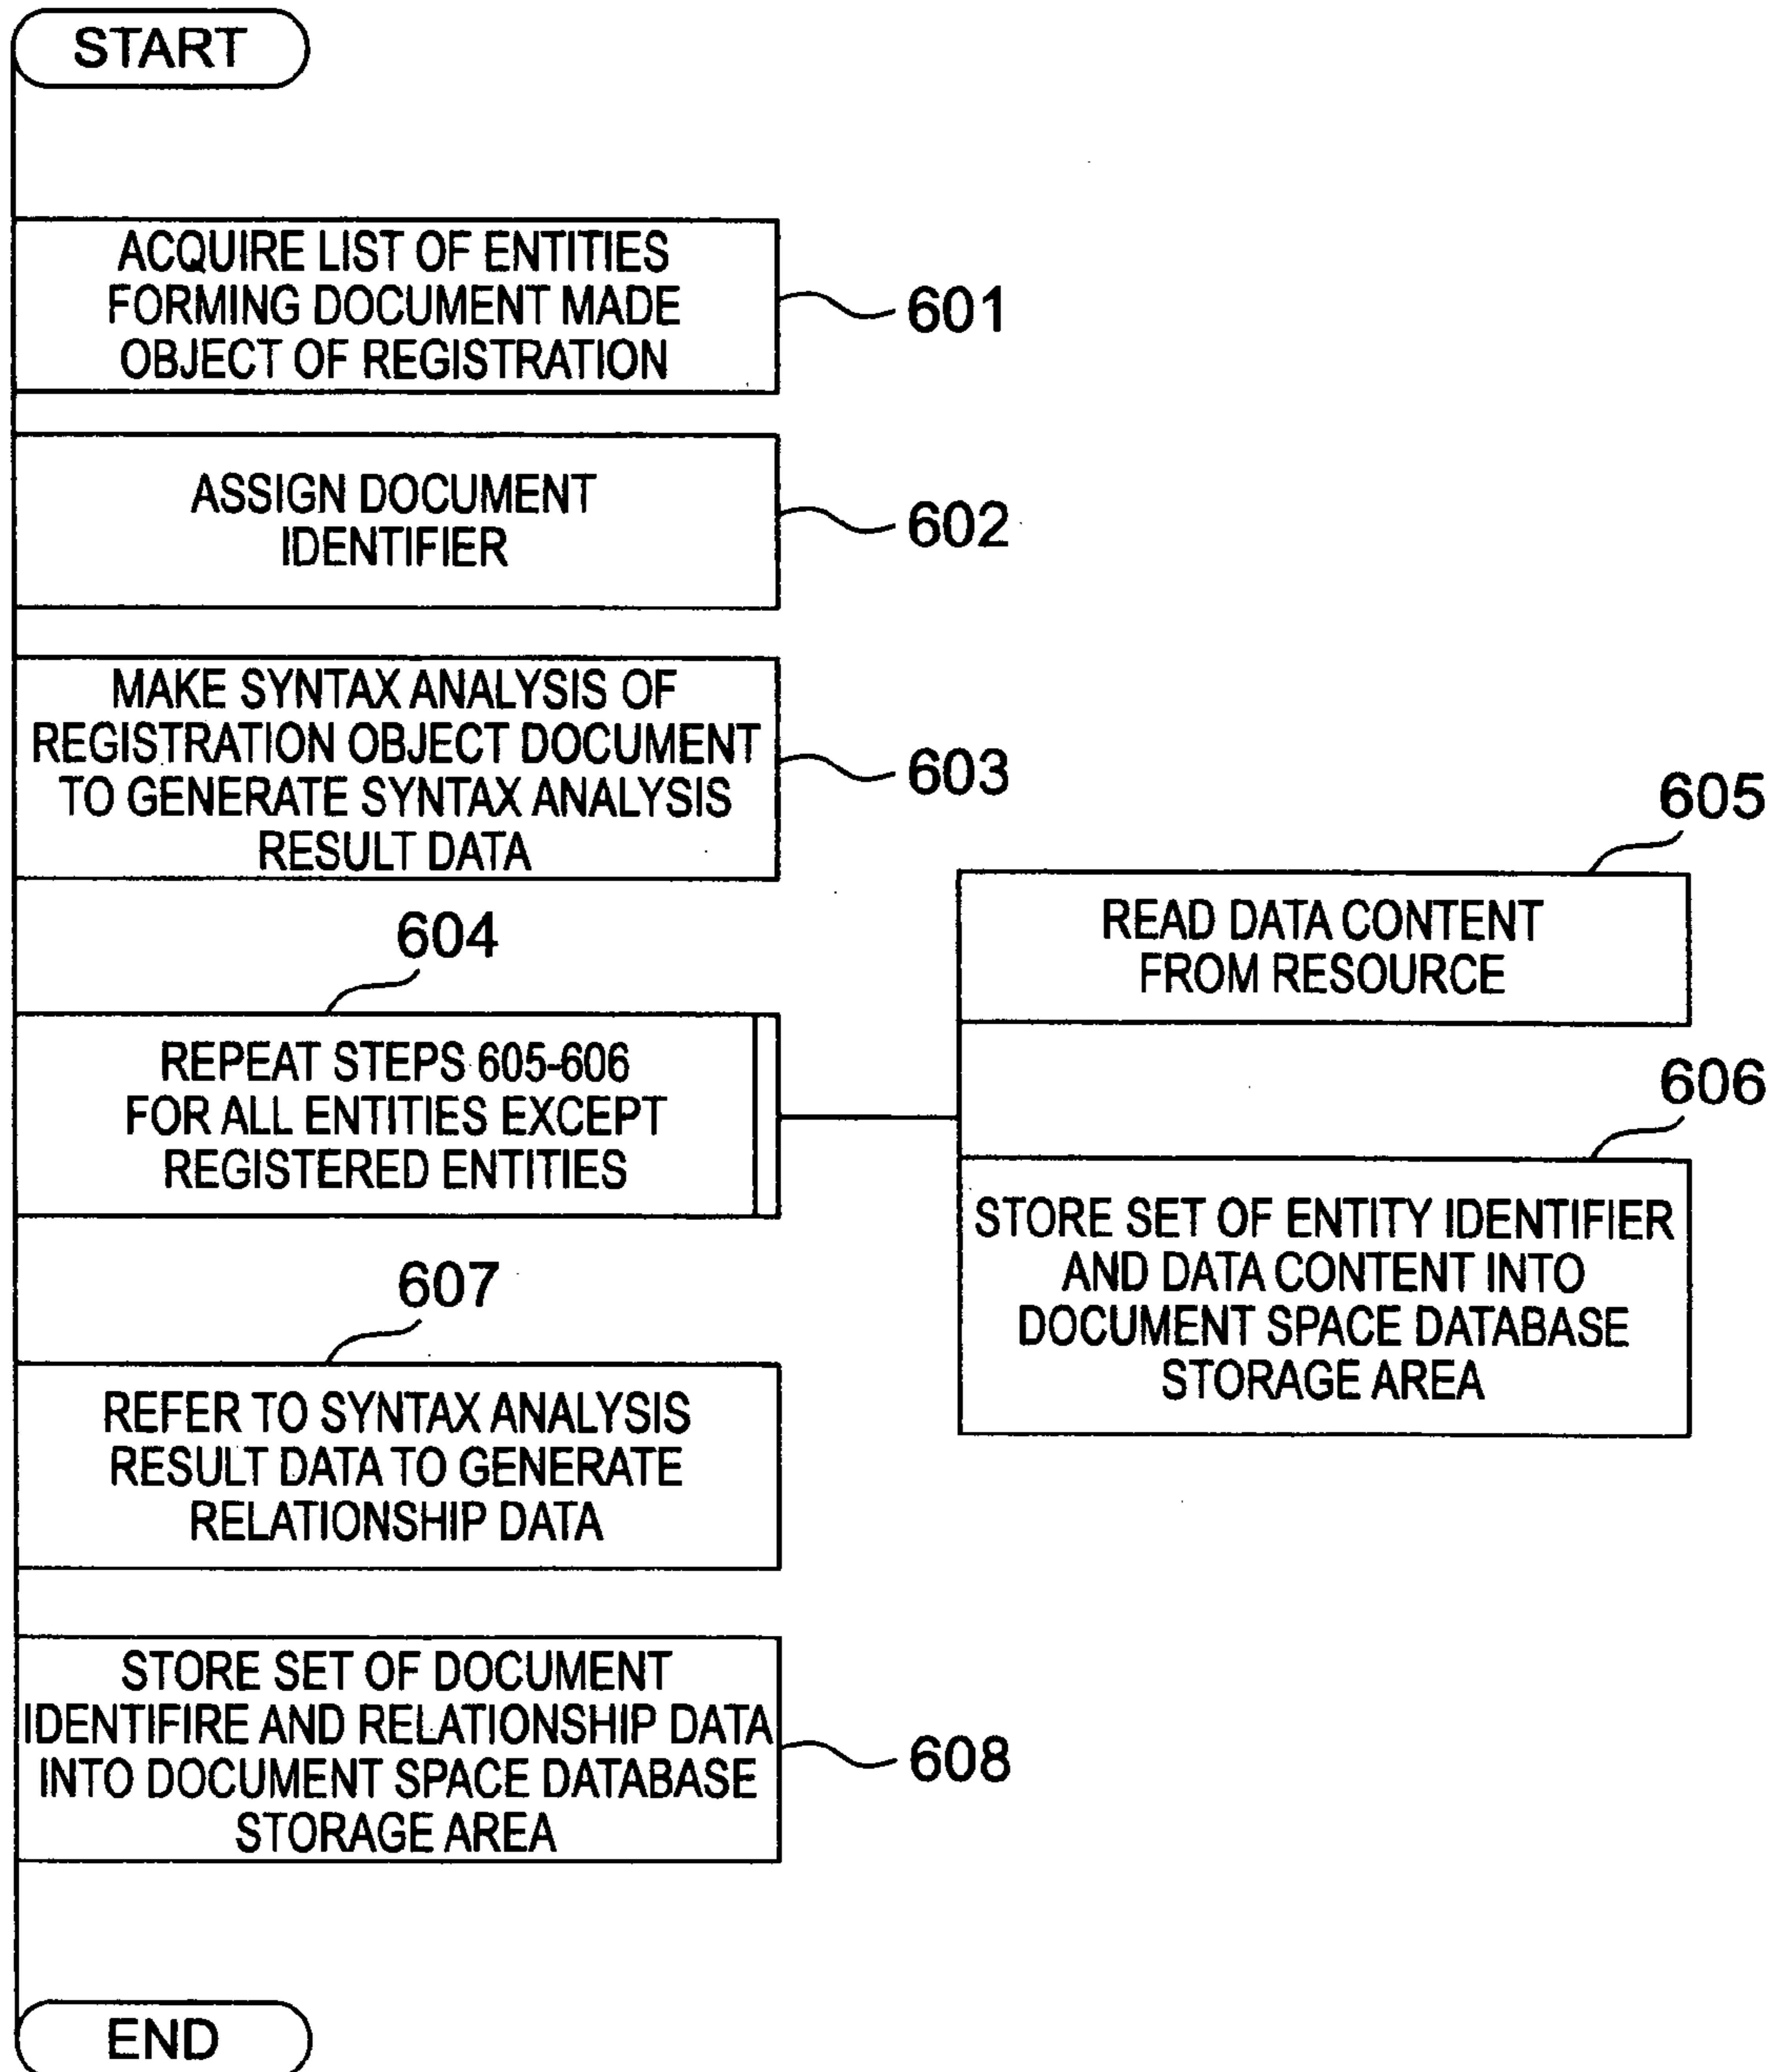 START
ACQUIRE LIST OF ENTITIES
FORMING DOCUMENT MADE
OBJECT OF REGISTRATION
601
ASSIGN DOCUMENT
IDENTIFIER
602
MAKE SYNTAX ANALYSIS OF
REGISTRATION OBJECT DOCUMENT
TO GENERATE SYNTAX ANALYSIS
RESULT DATA
603
604
REPEAT STEPS 605-606
FOR ALL ENTITIES EXCEPT
REGISTERED ENTITIES
605
READ DATA CONTENT
FROM RESOURCE
606
STORE SET OF ENTITY IDENTIFIER
AND DATA CONTENT INTO
DOCUMENT SPACE DATABASE
STORAGE AREA
607
REFER TO SYNTAX ANALYSIS
RESULT DATA TO GENERATE
RELATIONSHIP DATA
STORE SET OF DOCUMENT
IDENTIFIRE AND RELATIONSHIP DATA
INTO DOCUMENT SPACE DATABASE
STORAGE AREA
608
END